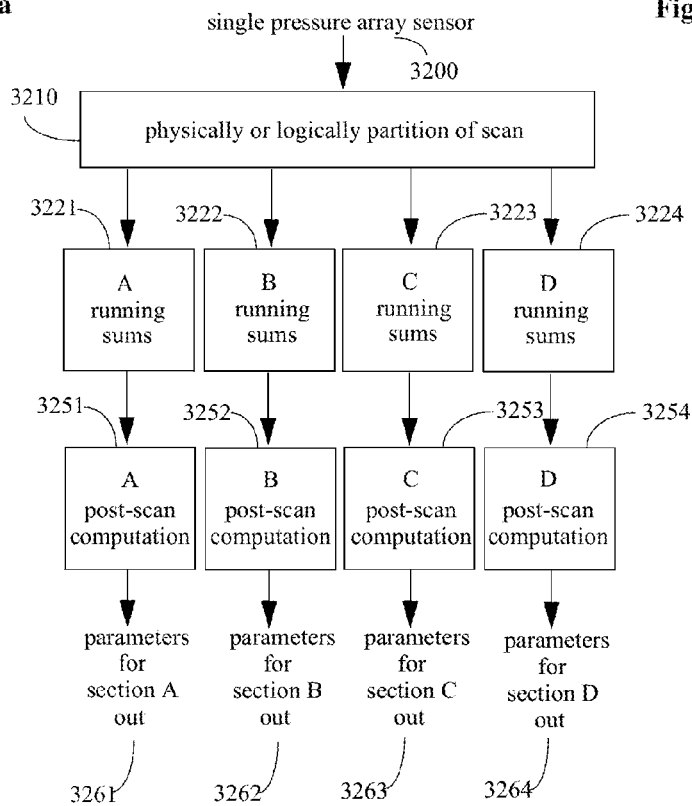 a
Fig
single pressure array sensor
3200
3210
physically or logically partition of scan
3221
3222
3223
3224
A
running
sums
B
running
sums
C
running
sums
D
running
sums
3251
3252
3253
3254
A
post-scan
computation
B
post-scan
computation
C
post-scan
computation
D
post-scan
computation
parameters
for
section A
out
parameters
for
section B
out
parameters
for
section C
out
parameters
for
section D
out
3261
3262
3263
3264